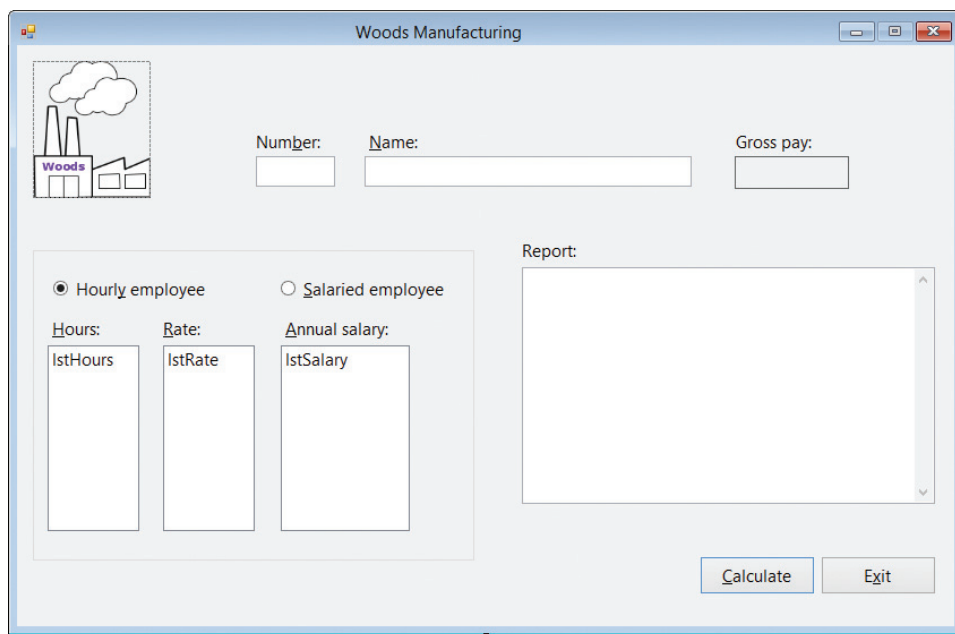 Woods Manufacturing
Woods
Number: Name: Gross pay:
Report:
Hourly employee Salaried employee
Hours: Rate: Annual salary:
lstHours lstRate lstSalary
Calculate Exit